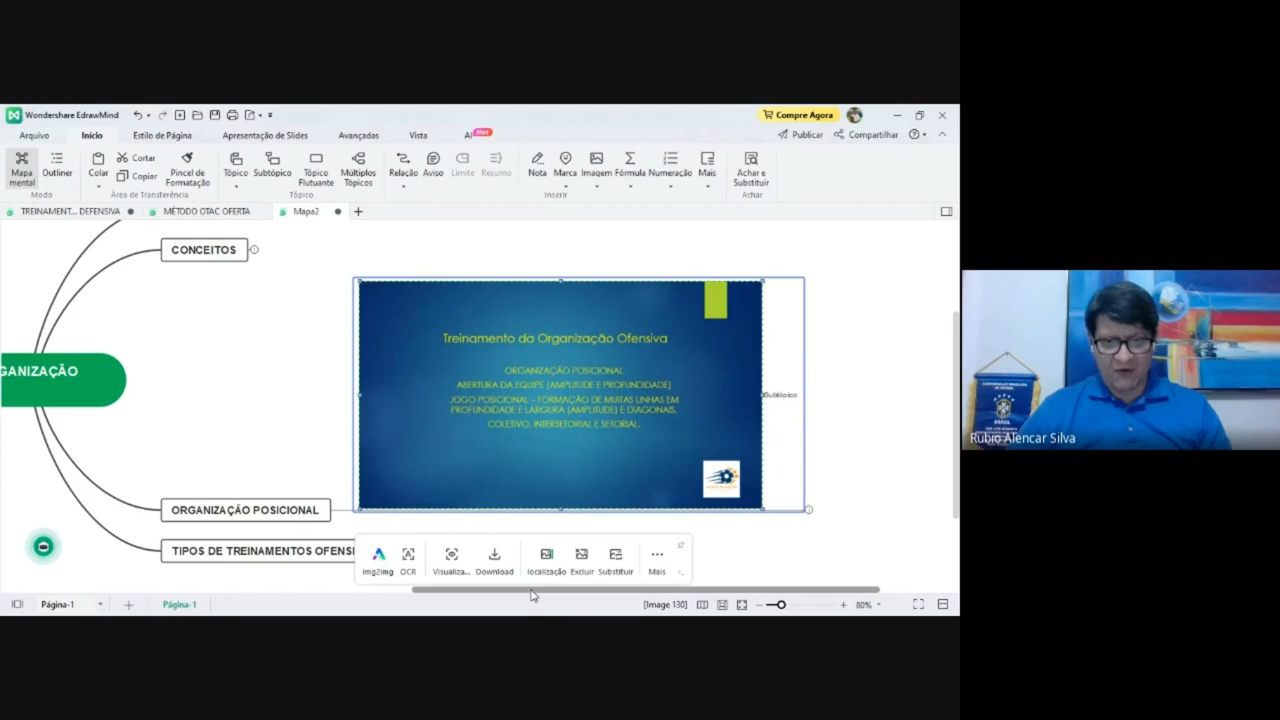 Wondershare EdrawMind
Compre Agora
Arquivo Início Estilo de Página Apresentação de Slides Avançadas Vista AI Hot
Publicar Compartilhar
Mapa mental
Outliner
Colar
Cortar
Copiar
Pincel de Formatação
Tópico
Subtópico
Tópico Flutuante
Múltiplos Tópicos
Relação
Aviso
Limite
Resumo
Nota
Marca
Imagem
Fórmula
Numeração
Mais
Achar e Substituir
Modo Área de Transferência Tópico Inserir Achar
TREINAMENT... DEFENSIVA MÉTODO OTAC OFERTA Mapa2
CONCEITOS
GANIZAÇÃO
Treinamento da Organização Ofensiva
ORGANIZAÇÃO POSICIONAL
ABERTURA DA EQUIPE (AMPLITUDE E PROFUNDIDADE)
JOGO POSICIONAL – FORMAÇÃO DE MUITAS LINHAS EM
PROFUNDIDADE E LARGURA (AMPLITUDE) E DIAGONAIS.
COLETIVO, INTERSETORIAL E SETORIAL.
Subtópico
ORGANIZAÇÃO POSICIONAL
TIPOS DE TREINAMENTOS OFENSI
img2img OCR Visualiza... Download localização Excluir Substituir Mais
Página-1 Página-1 [Image 130] 80%
BRASIL
Rubio Alencar Silva